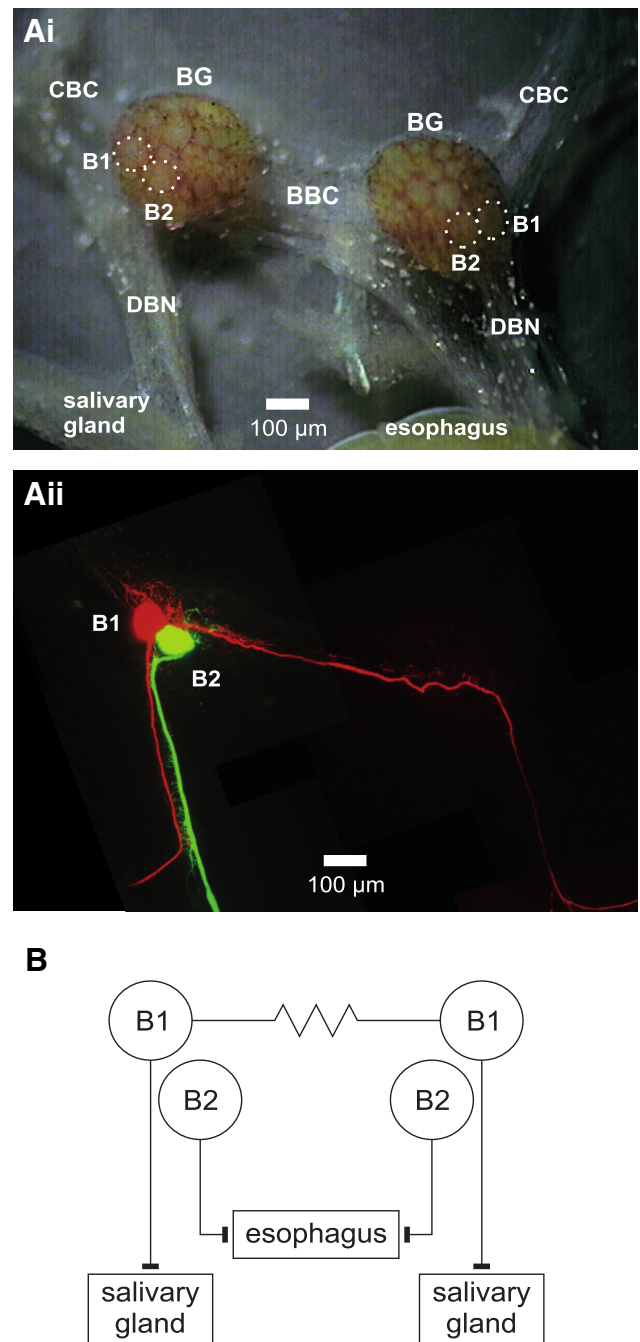 Ai
CBC
BG
CBC
BG
B1
BBC
B1
B2
B2
DBN
DBN
salivary
gland
100 µm
esophagus
Aii
B1
B2
100 µm
B
B1
B1
B2
B2
esophagus
salivary
gland
salivary
gland